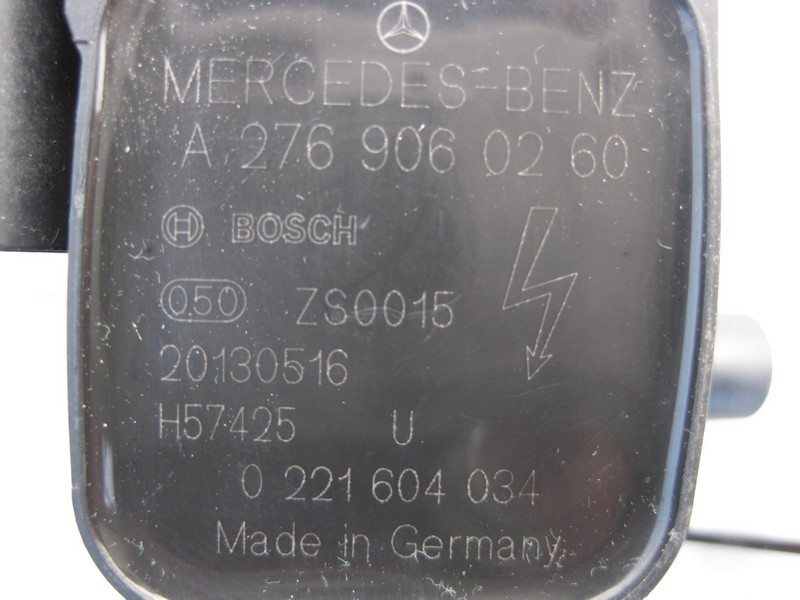 MERCEDES-BENZ
A 276 906 02 60
H BOSCH
050 ZS0015
20130516
H57425 U
0 221 604 034
Made in Germany